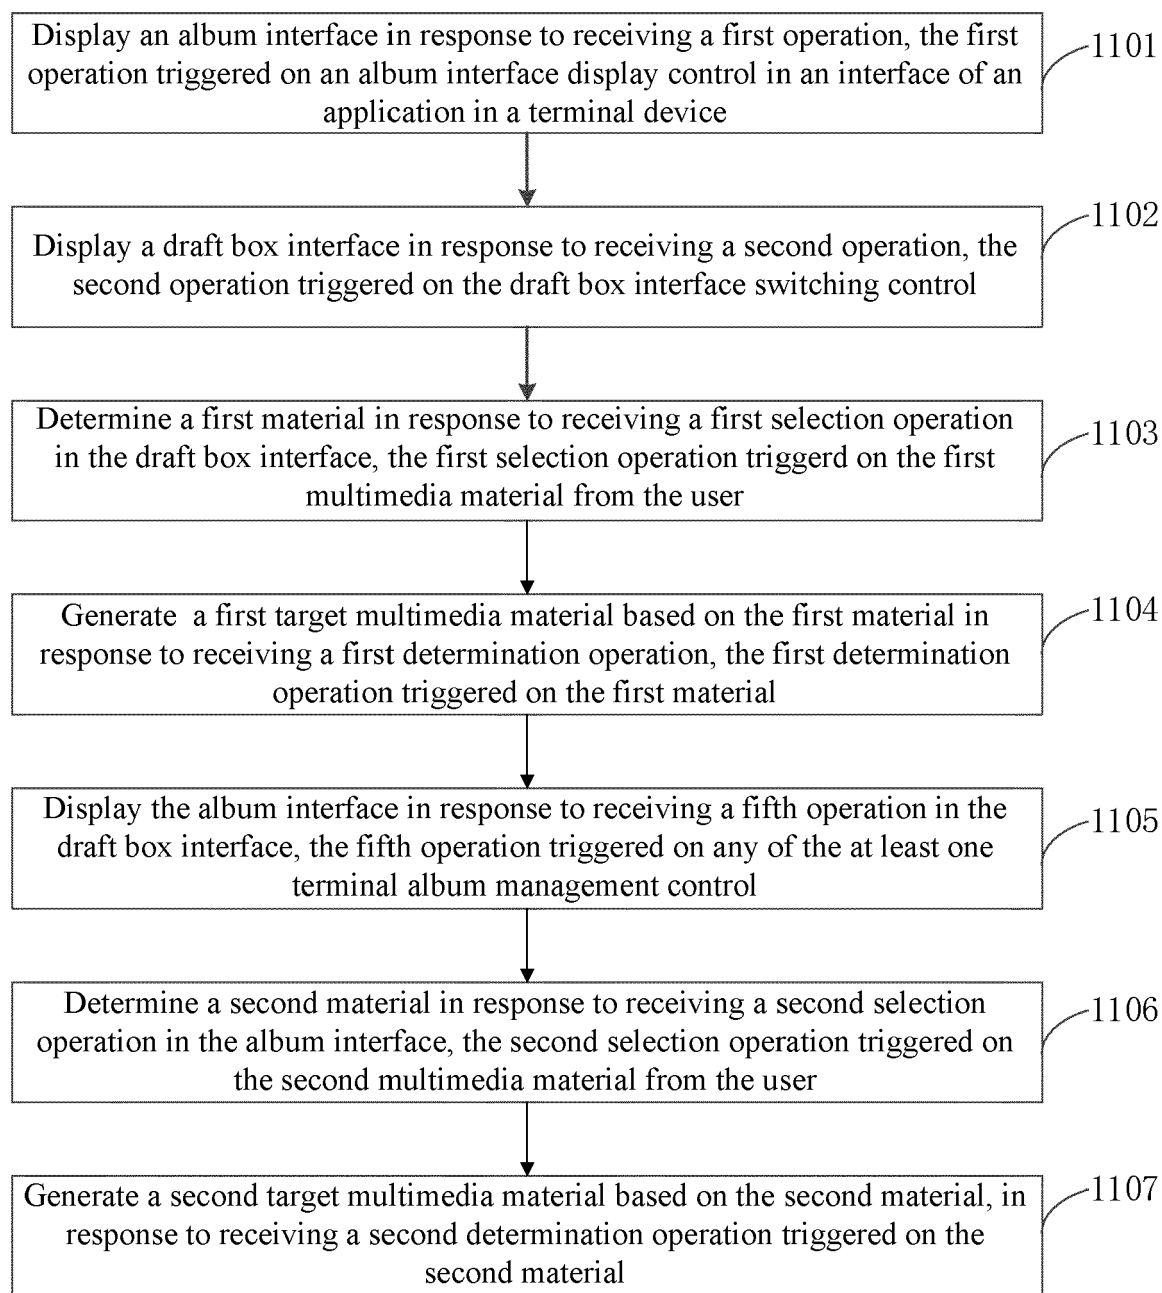 Display an album interface in response to receiving a first operation, the first
operation triggered on an album interface display control in an interface of an
application in a terminal device
1101
Display a draft box interface in response to receiving a second operation, the
second operation triggered on the draft box interface switching control
1102
Determine a first material in response to receiving a first selection operation
in the draft box interface, the first selection operation triggerd on the first
multimedia material from the user
1103
Generate a first target multimedia material based on the first material in
response to receiving a first determination operation, the first determination
operation triggered on the first material
1104
Display the album interface in response to receiving a fifth operation in the
draft box interface, the fifth operation triggered on any of the at least one
terminal album management control
1105
Determine a second material in response to receiving a second selection
operation in the album interface, the second selection operation triggered on
the second multimedia material from the user
1106
Generate a second target multimedia material based on the second material, in
response to receiving a second determination operation triggered on the
second material
1107